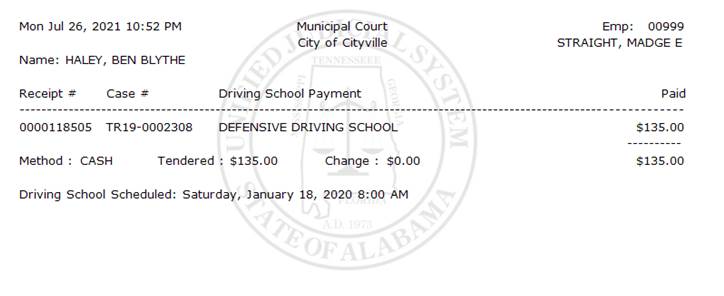 Mon Jul 26, 2021 10:52 PM Municipal Court Emp: 00999
City of Cityville STRAIGHT, MADGE E
Name: HALEY, BEN BLYTHE
Receipt # Case # Driving School Payment Paid
0000118505 TR19-0002308 DEFENSIVE DRIVING SCHOOL $135.00
Method : CASH Tendered : $135.00 Change : $0.00 $135.00
Driving School Scheduled: Saturday, January 18, 2020 8:00 AM
UNIFIED JUDICIAL SYSTEM
TENNESSEE
GEORGIA
FLORIDA
A.D. 1973
STATE OF ALABAMA